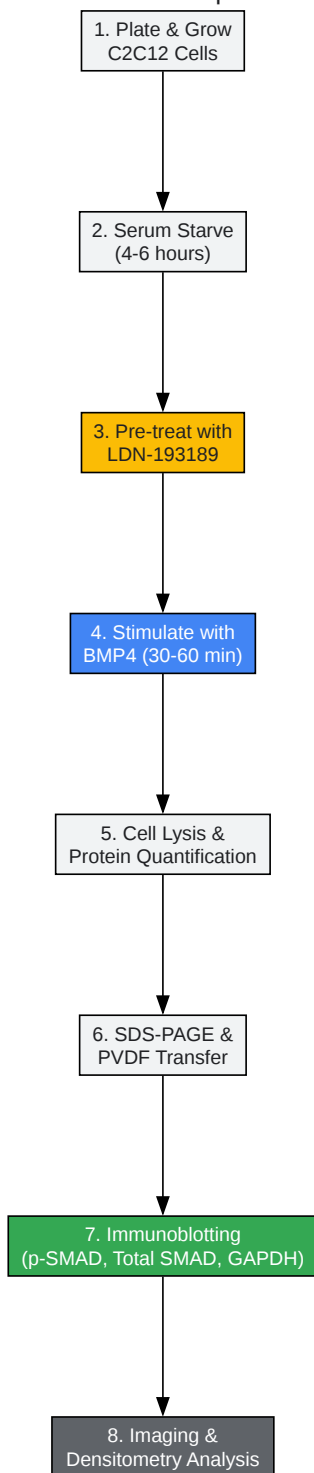 1. Plate & Grow
C2C12 Cells
2. Serum Starve
(4-6 hours)
3. Pre-treat with
LDN-193189
4. Stimulate with
BMP4 (30-60 min)
5. Cell Lysis &
Protein Quantification
6. SDS-PAGE &
PVDF Transfer
7. Immunoblotting
(p-SMAD, Total SMAD, GAPDH)
8. Imaging &
Densitometry Analysis